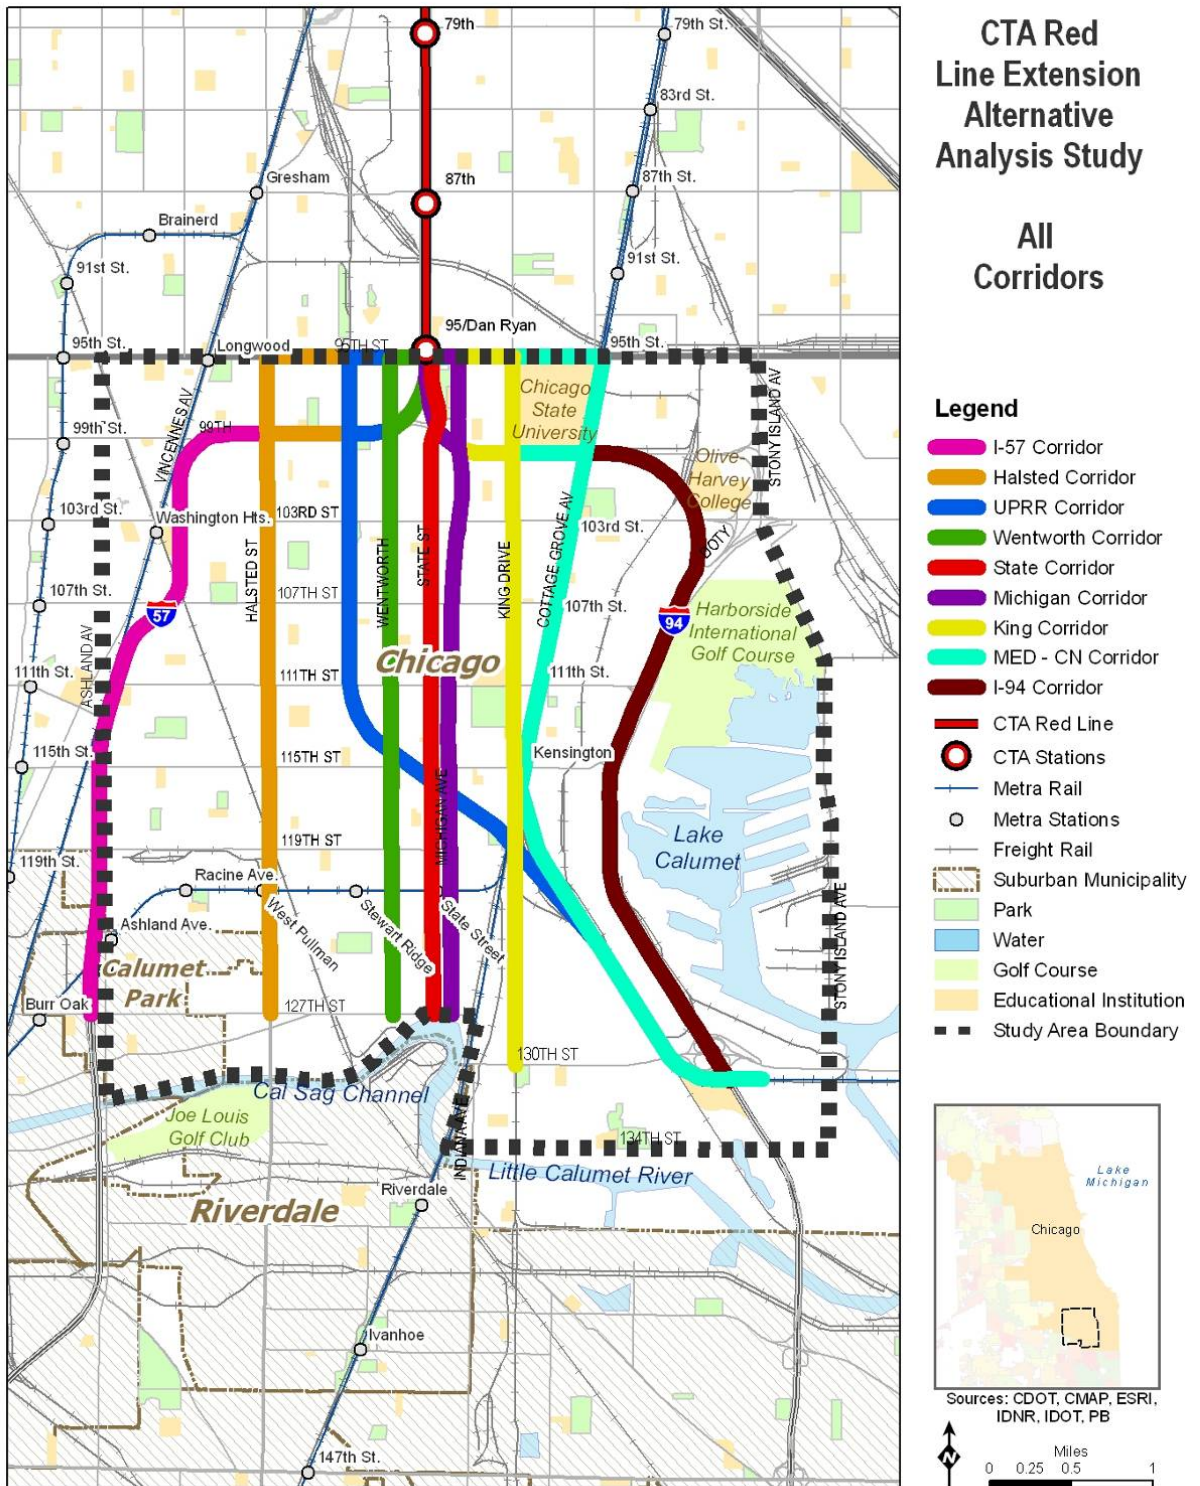 CTA Red
Line Extension
Alternative
Analysis Study
All
Corridors
Legend
I-57 Corridor
Halsted Corridor
UPRR Corridor
Wentworth Corridor
State Corridor
Michigan Corridor
King Corridor
MED - CN Corridor
I-94 Corridor
CTA Red Line
CTA Stations
Metra Rail
Metra Stations
Freight Rail
Suburban Municipality
Park
Water
Golf Course
Educational Institution
Study Area Boundary
Lake
Michigan
Chicago
Sources: CDOT, CMAP, ESRI,
IDNR, IDOT, PB
N
Miles
0 0.25 0.5 1
79th
79th St.
83rd St.
87th
87th St.
Gresham
Brainerd
91st St.
91st St.
95/Dan Ryan
95th St.
Longwood
95TH ST
95th St.
Chicago
State
University
STONY ISLAND AV
VINCENNES AV
99TH
99th St.
Olive-
Harvey
College
103rd St.
Washington Hts.
103RD ST
103rd St.
DOTY
HALSTED ST
WENTWORTH
STATE ST
KING DRIVE
COTTAGE GROVE AV
107th St.
107TH ST
107th St.
57
94
Harborside
International
Golf Course
ASHLAND AV
Chicago
111th St.
111TH ST
111th St.
115th St.
115TH ST
Kensington
MICHIGAN AVE
119th St.
119TH ST
Lake
Calumet
Racine Ave.
West Pullman
Stewart Ridge
State Street
Ashland Ave.
Calumet
Park
STONY ISLAND AVE
Burr Oak
127TH ST
130TH ST
Cal Sag Channel
Joe Louis
Golf Club
INDIANA AVE
134TH ST
Little Calumet River
Riverdale
Riverdale
Ivanhoe
147th St.